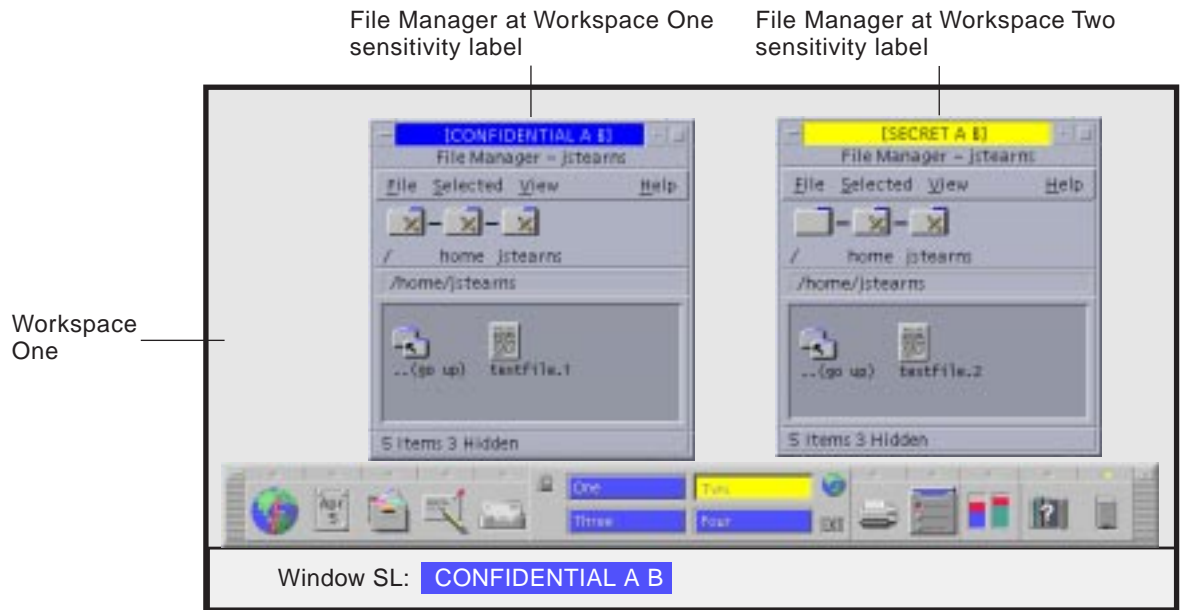 File Manager at Workspace One
sensitivity label
File Manager at Workspace Two
sensitivity label
[CONFIDENTIAL A B]
File Manager - jstearns
File Selected View Help
/ home jstearns
/home/jstearns
..(go up) testfile.1
5 Items 3 Hidden
[SECRET A B]
File Manager - jstearns
File Selected View Help
/ home jstearns
/home/jstearns
..(go up) testfile.2
5 Items 3 Hidden
Workspace
One
Apr
5
One
Two
Three
Four
EXIT
?
Window SL: CONFIDENTIAL A B